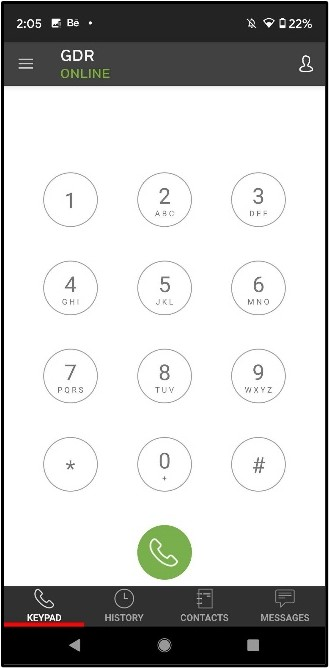 2:05 Bē • 22%
GDR
ONLINE
1 2 3
ABC DEF
4 5 6
GHI JKL MNO
7 8 9
PQRS TUV WXYZ
* 0 #
+
KEYPAD HISTORY CONTACTS MESSAGES